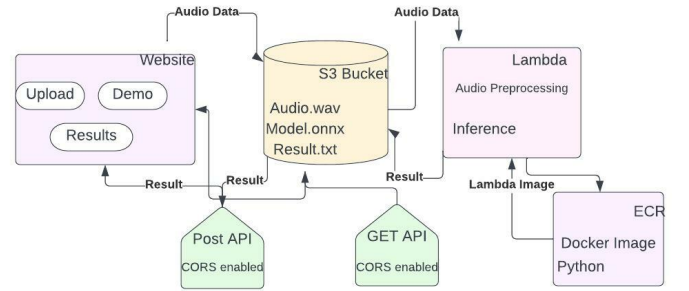 Audio Data
Audio Data
Website
Upload
Demo
Results
S3 Bucket
Audio.wav
Model.onnx
Result.txt
Lambda
Audio Preprocessing
Inference
Result
Result
Result
Lambda Image
Post API
CORS enabled
GET API
CORS enabled
ECR
Docker Image
Python